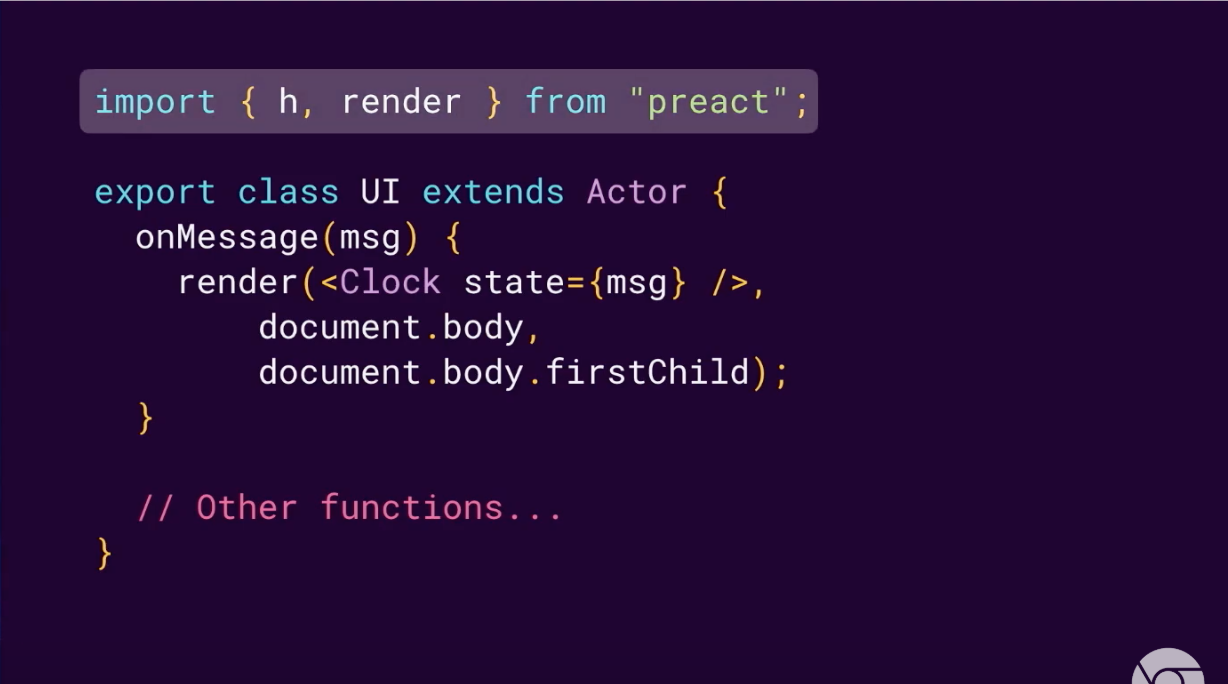 import { h, render } from "preact";
export class UI extends Actor {
onMessage(msg) {
render(<Clock state={msg} />,
document.body,
document.body.firstChild);
}
// Other functions...
}